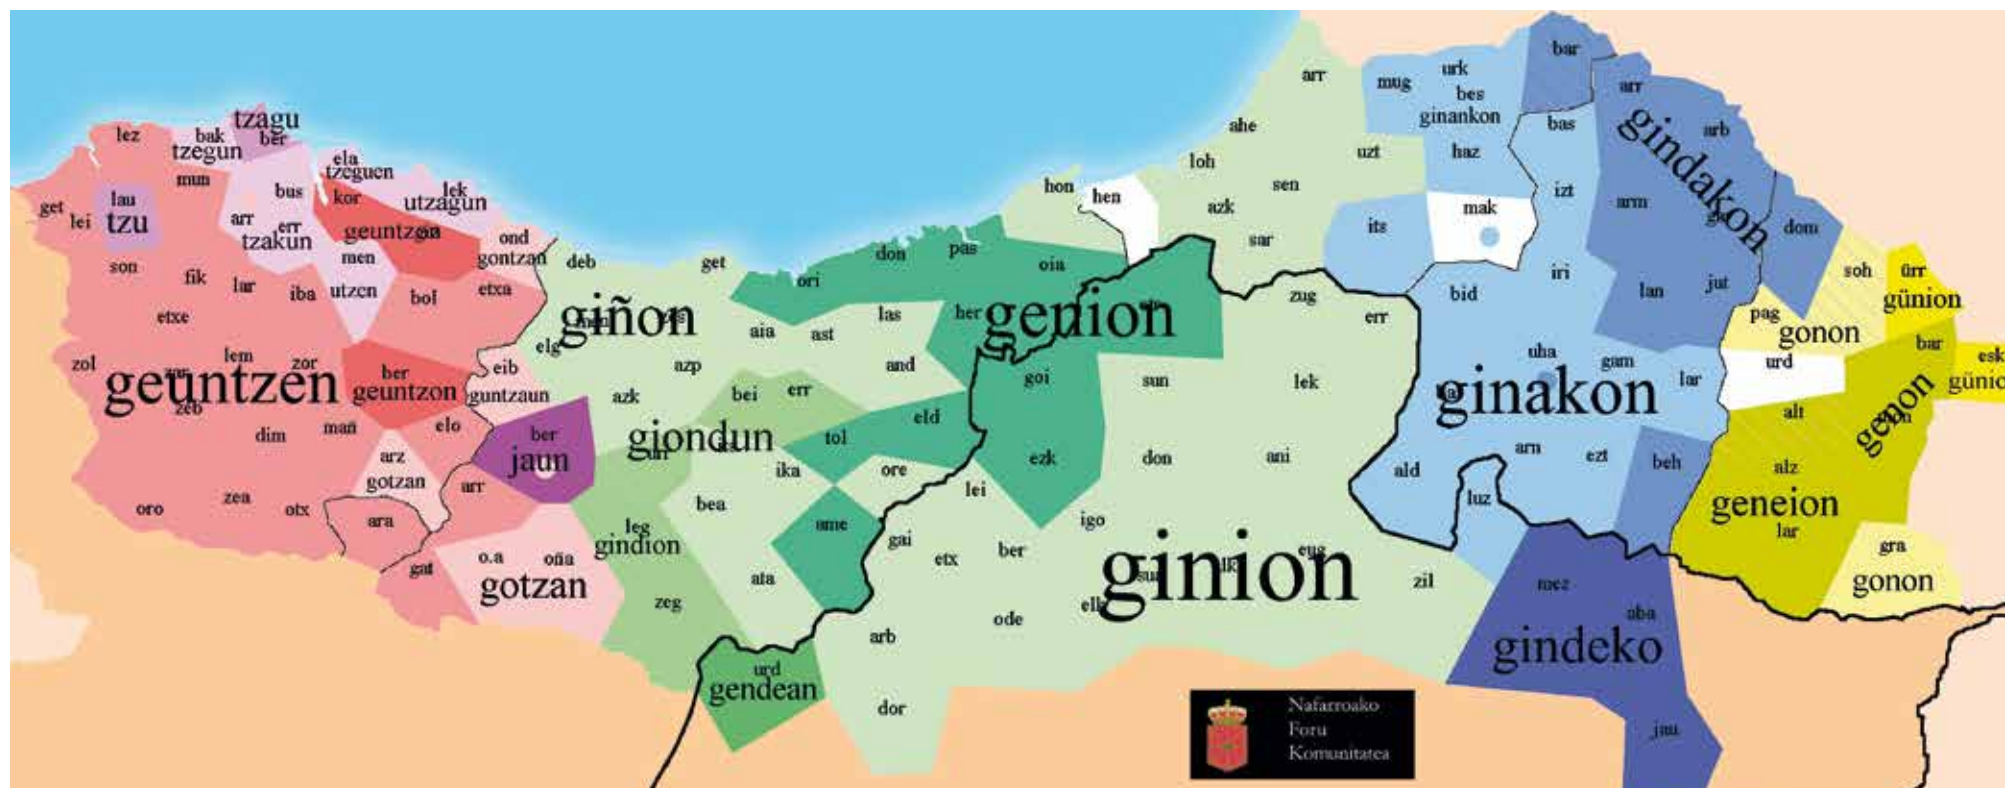 bar
arr
urk
mug
arr
bes
tzagu
ginankon
lez
bak
ber
ahe
bas
gindakon
arb
tzegun
ela
loh
uzt
haz
tzeguen
mun
hon
hen
sen
izt
bus
lek
lau
kor
utzagun
azk
mak
arm
get
lei
tzu
arr
err
geuntzen
ond
sar
its
dom
tzakun
men
gontzan
deb
get
don
pas
oia
iri
soh
ürr
son
fik
lar
iba
utzen
bol
etxa
ori
zug
bid
lan
jut
günion
etxe
giñon
las
her
genion
err
pag
gonon
elg
aia
ast
bar
zol
lem
zor
eib
azp
and
goi
sun
lek
uha
gam
lar
urd
esk
geuntzen
zar
ber
geuntzon
guntzaun
azk
bei
err
ginakon
genon
zeb
eld
alt
dim
mañ
elo
ber
giondun
tol
arz
jaun
ika
ore
ezk
don
ani
ald
arn
ezt
beh
alz
gotzan
arr
lei
luz
geneion
oro
zea
otx
ara
bea
igo
leg
ame
gai
lar
gindion
etx
ber
eug
gra
o.a
oña
gat
gotzan
ata
ginion
zil
mez
gonon
zeg
ode
elk
aba
arb
gindeko
urd
gendean
dor
jau
Nafarroako
Foru
Komunitatea